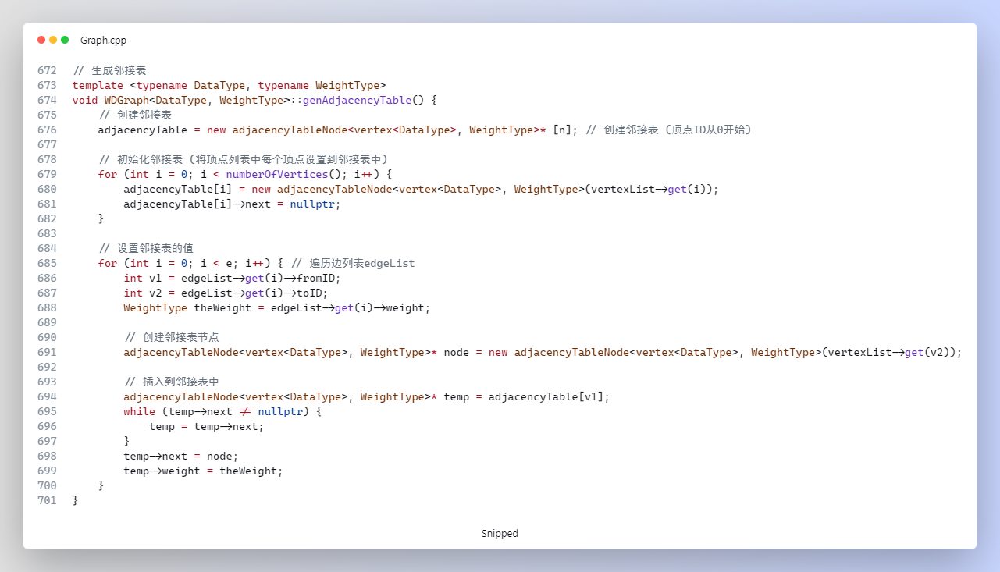 Graph.cpp
672 // 生成邻接表
673 template <typename DataType, typename WeightType>
674 void WDGraph<DataType, WeightType>::genAdjacencyTable() {
675     // 创建邻接表
676     adjacencyTable = new adjacencyTableNode<vertex<DataType>, WeightType>* [n]; // 创建邻接表 (顶点ID从0开始)
677
678     // 初始化邻接表 (将顶点列表中每个顶点设置到邻接表中)
679     for (int i = 0; i < numberOfVertices(); i++) {
680         adjacencyTable[i] = new adjacencyTableNode<vertex<DataType>, WeightType>(vertexList->get(i));
681         adjacencyTable[i]->next = nullptr;
682     }
683
684     // 设置邻接表的值
685     for (int i = 0; i < e; i++) { // 遍历边列表edgeList
686         int v1 = edgeList->get(i)->fromID;
687         int v2 = edgeList->get(i)->toID;
688         WeightType theWeight = edgeList->get(i)->weight;
689
690         // 创建邻接表节点
691         adjacencyTableNode<vertex<DataType>, WeightType>* node = new adjacencyTableNode<vertex<DataType>, WeightType>(vertexList->get(v2));
692
693         // 插入到邻接表中
694         adjacencyTableNode<vertex<DataType>, WeightType>* temp = adjacencyTable[v1];
695         while (temp->next != nullptr) {
696             temp = temp->next;
697         }
698         temp->next = node;
699         temp->weight = theWeight;
700     }
701 }
Snipped